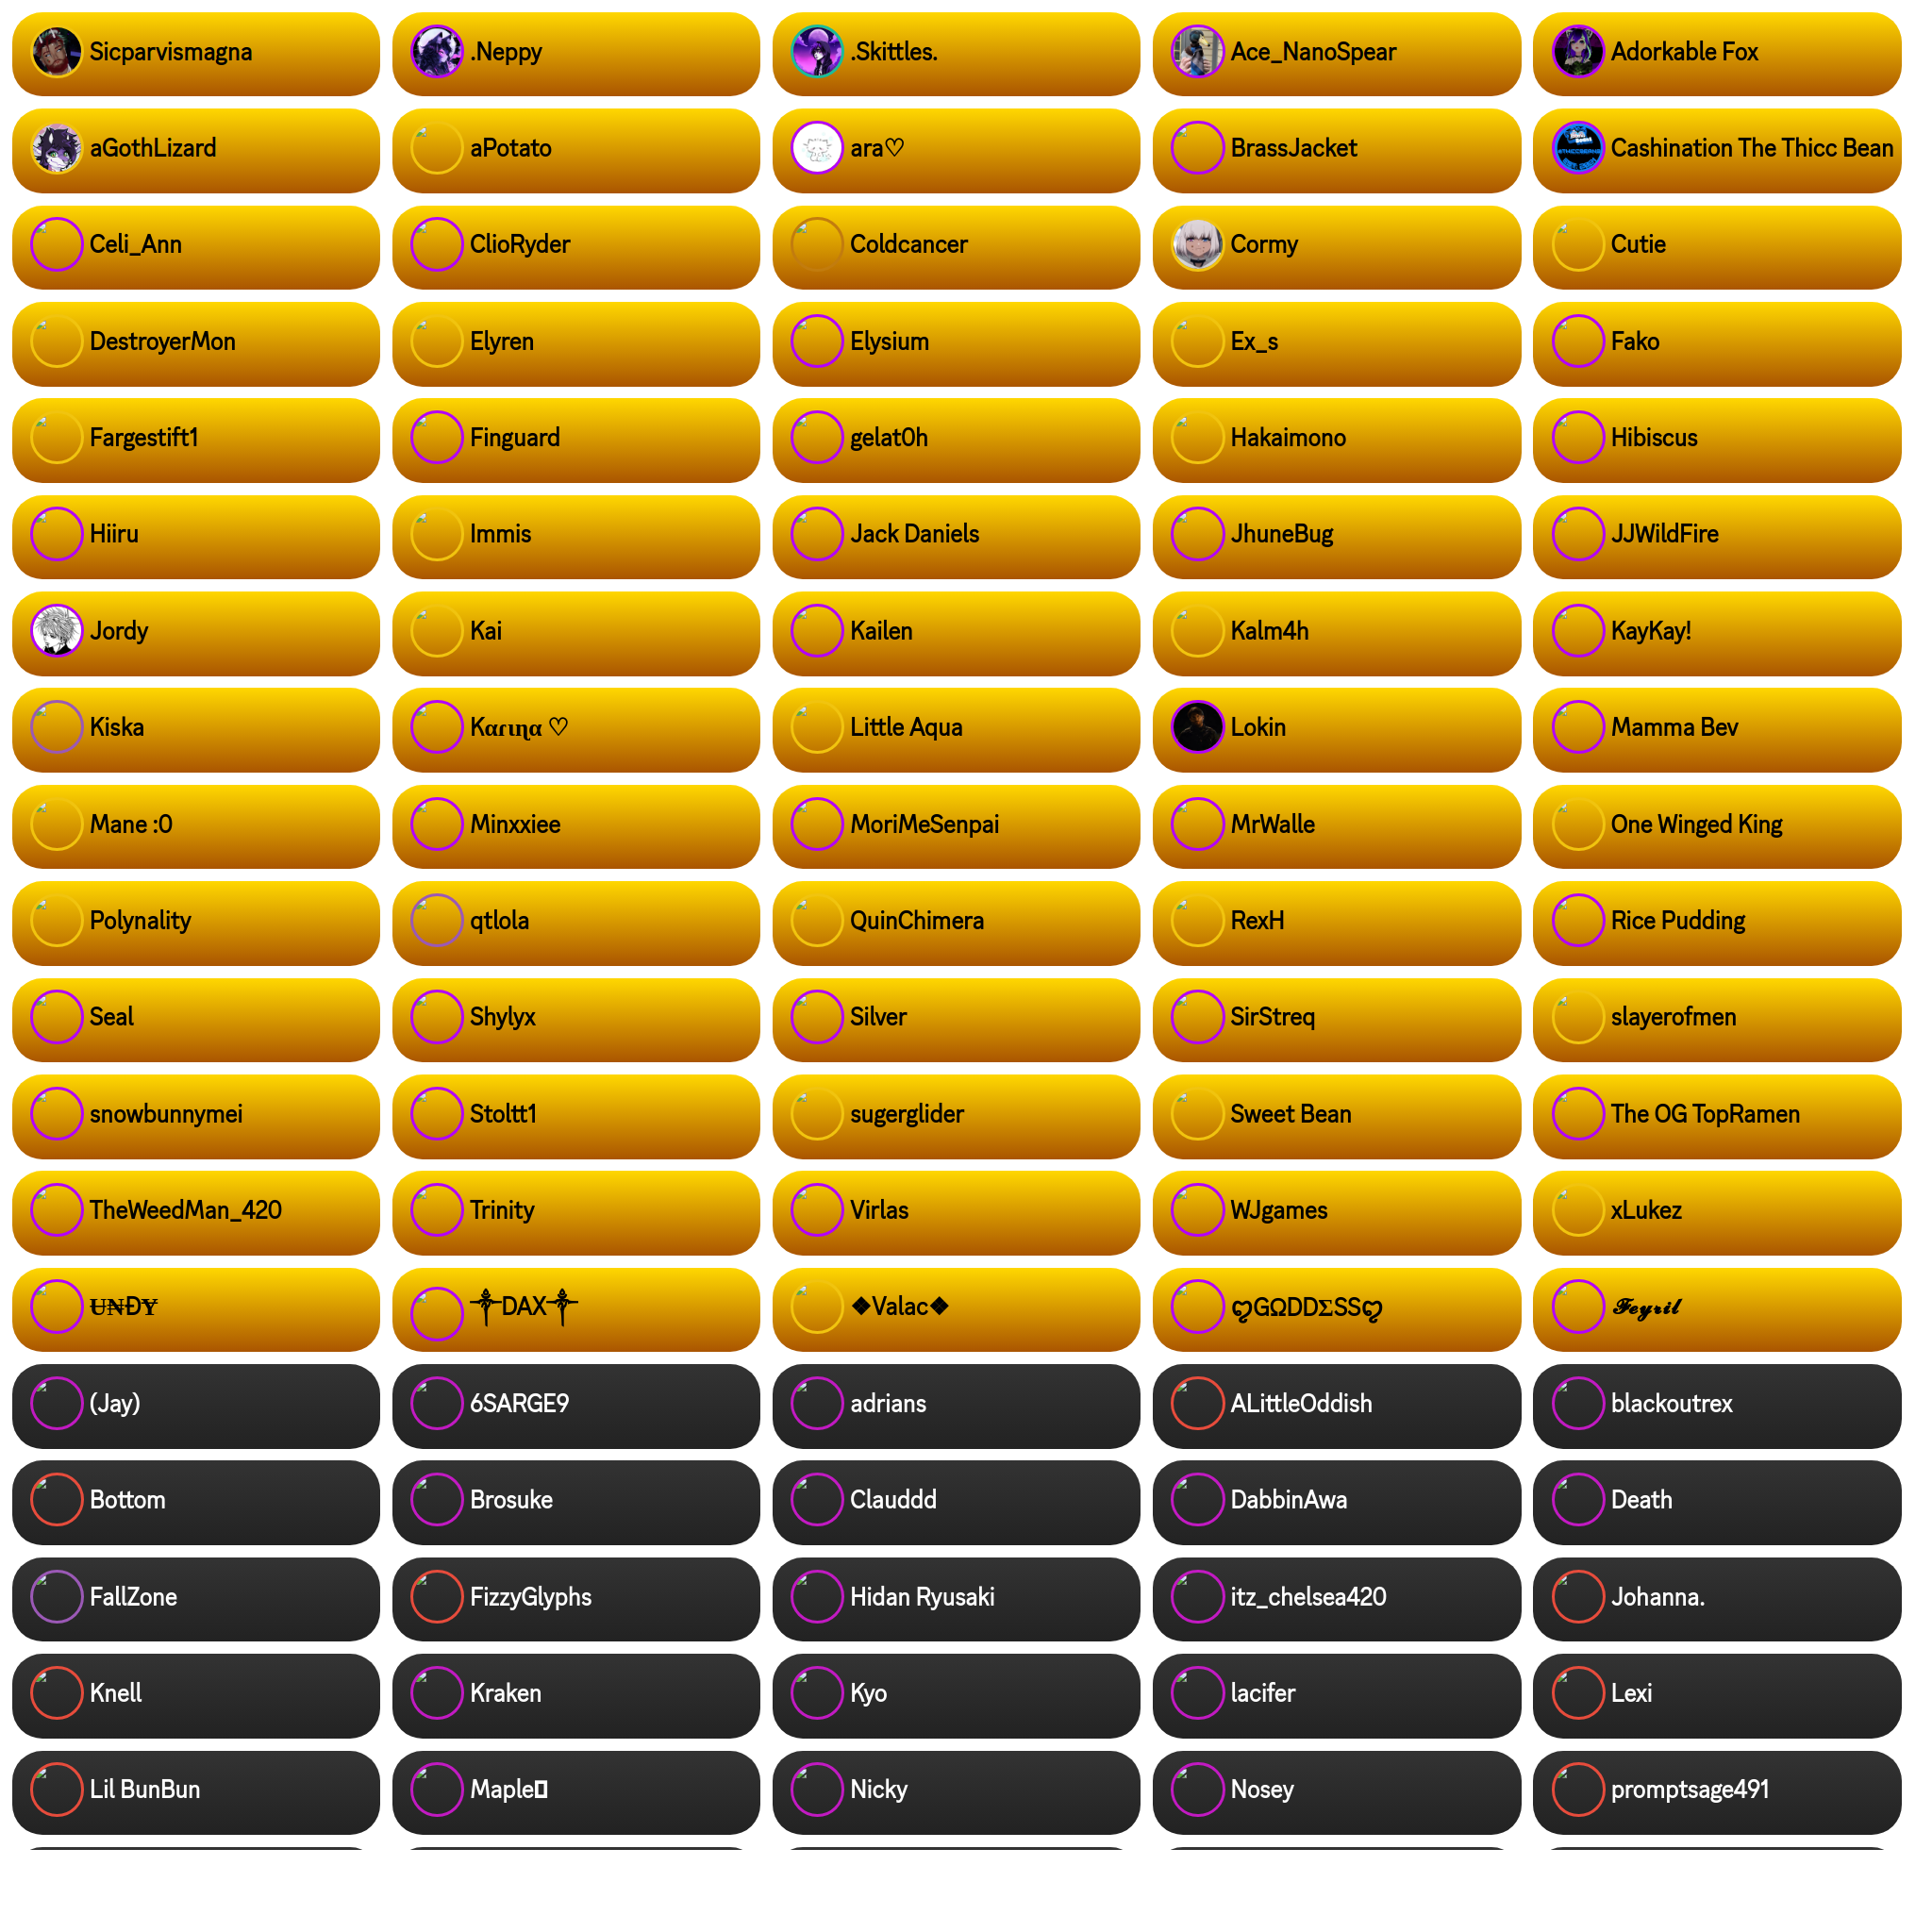 Sicparvismagna
.Neppy
.Skittles.
Ace_NanoSpear
Adorkable Fox
aGothLizard
aPotato
ara♡
BrassJacket
Cashination The Thicc Bean
Celi_Ann
ClioRyder
Coldcancer
Cormy
Cutie
DestroyerMon
Elyren
Elysium
Ex_s
Fako
Fargestift1
Finguard
gelat0h
Hakaimono
Hibiscus
Hiiru
Immis
Jack Daniels
JhuneBug
JJWildFire
Jordy
Kai
Kailen
Kalm4h
KayKay!
Kiska
Kαɾιɳα ♡
Little Aqua
Lokin
Mamma Bev
Mane :0
Minxxiee
MoriMeSenpai
MrWalle
One Winged King
Polynality
qtlola
QuinChimera
RexH
Rice Pudding
Seal
Shylyx
Silver
SirStreq
slayerofmen
snowbunnymei
Stoltt1
sugerglider
Sweet Bean
The OG TopRamen
TheWeedMan_420
Trinity
Virlas
WJgames
xLukez
U̶₦ĐɎ
⚜DAX⚜
❖Valac❖
ღGΩDDΣSSღ
𝓕𝓮𝔂𝓻𝓲𝓵
(Jay)
6SARGE9
adrians
ALittleOddish
blackoutrex
Bottom
Brosuke
Clauddd
DabbinAwa
Death
FallZone
FizzyGlyphs
Hidan Ryusaki
itz_chelsea420
Johanna.
Knell
Kraken
Kyo
lacifer
Lexi
Lil BunBun
Maple
Nicky
Nosey
promptsage491